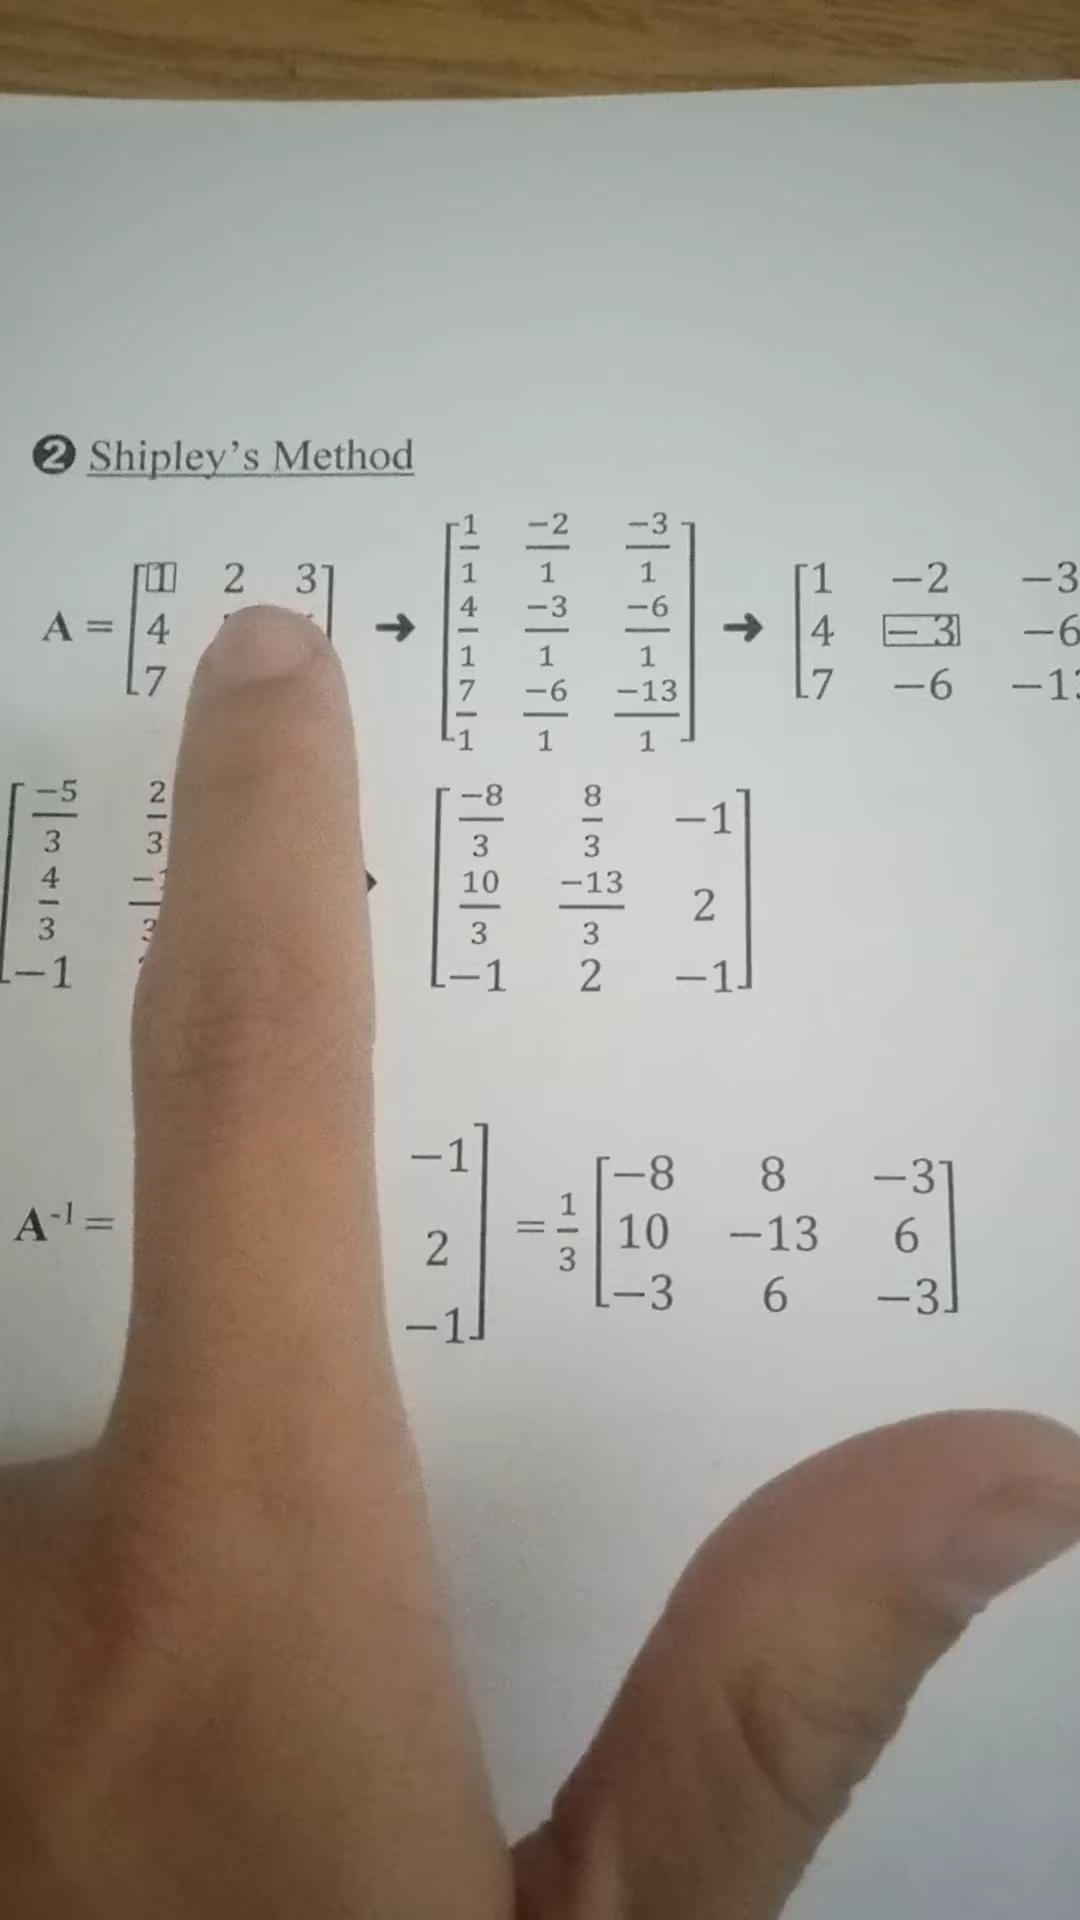 ❷ Shipley's Method
A = [1 2 3 → [1/1 -2/1 -3/1 → [1 -2 -3
4 4/1 -3/1 -6/1 4 -3 -6
7 7/1 -6/1 -13/1] 7 -6
[-5/3 2/3 [-8/3 8/3 -1
4/3 10/3 -13/3 2
-1 -1 2 -1]
A⁻¹ = -1 = 1/3 [-8 8 -3
2 10 -13 6
-1] -3 6 -3]